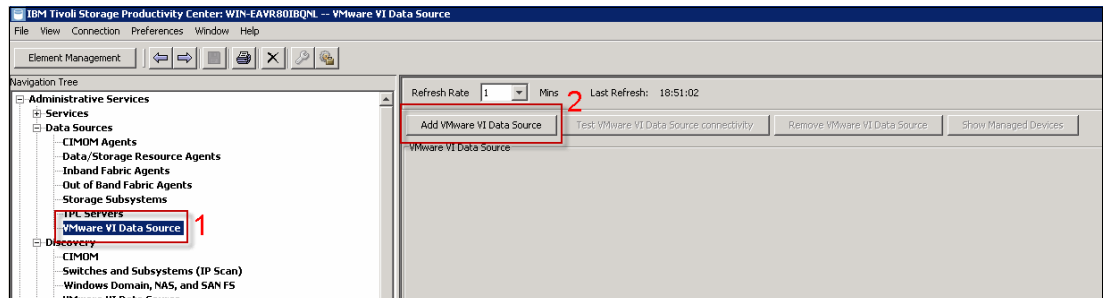 IBM Tivoli Storage Productivity Center: WIN-EAVR80IBQNL -- VMware VI Data Source
File View Connection Preferences Window Help
Element Management
Navigation Tree
Administrative Services
Services
Data Sources
CIMOM Agents
Data/Storage Resource Agents
Inband Fabric Agents
Out of Band Fabric Agents
Storage Subsystems
TPC Servers
VMware VI Data Source
1
Discovery
CIMOM
Switches and Subsystems (IP Scan)
Windows Domain, NAS, and SAN FS
VMware VI Data Source
Refresh Rate 1 Mins Last Refresh: 18:51:02
2
Add VMware VI Data Source Test VMware VI Data Source connectivity Remove VMware VI Data Source Show Managed Devices
VMware VI Data Source